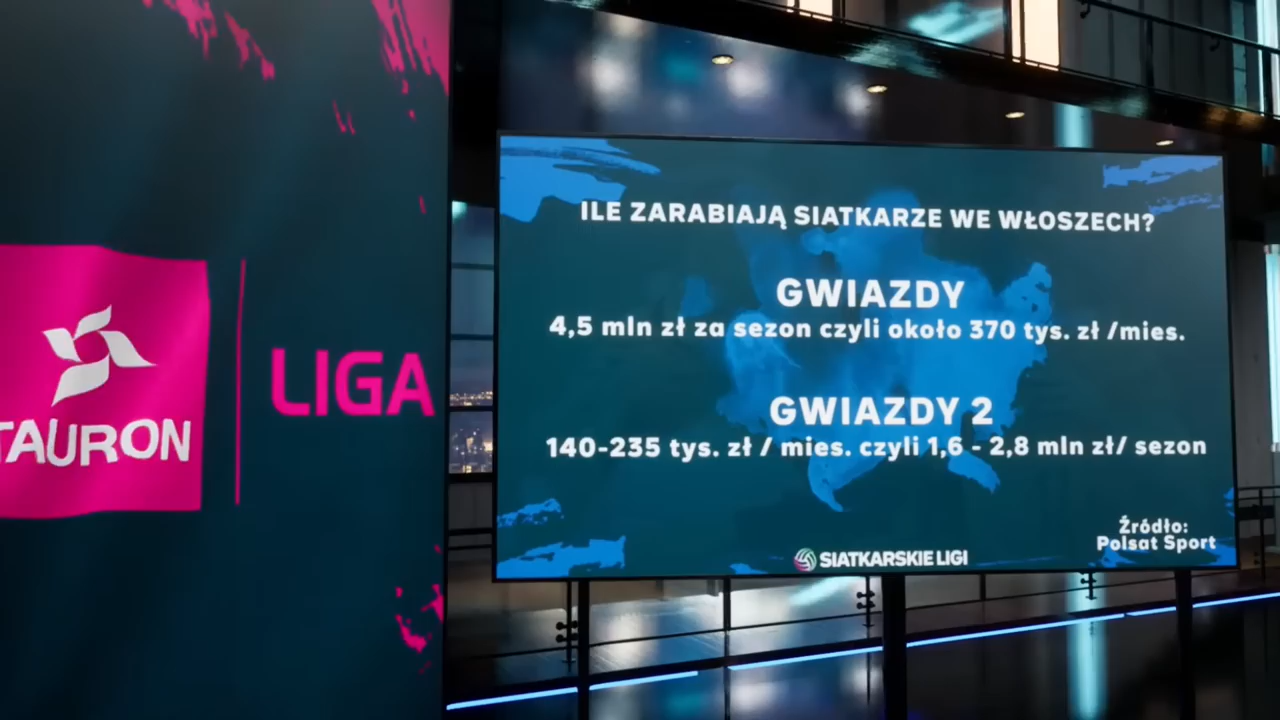 TAURON
LIGA
ILE ZARABIAJĄ SIATKARZE WE WŁOSZECH?
GWIAZDY
4,5 mln zł za sezon czyli około 370 tys. zł /mies.
GWIAZDY 2
140-235 tys. zł / mies. czyli 1,6 - 2,8 mln zł/ sezon
Źródło:
Polsat Sport
SIATKARSKIE LIGI